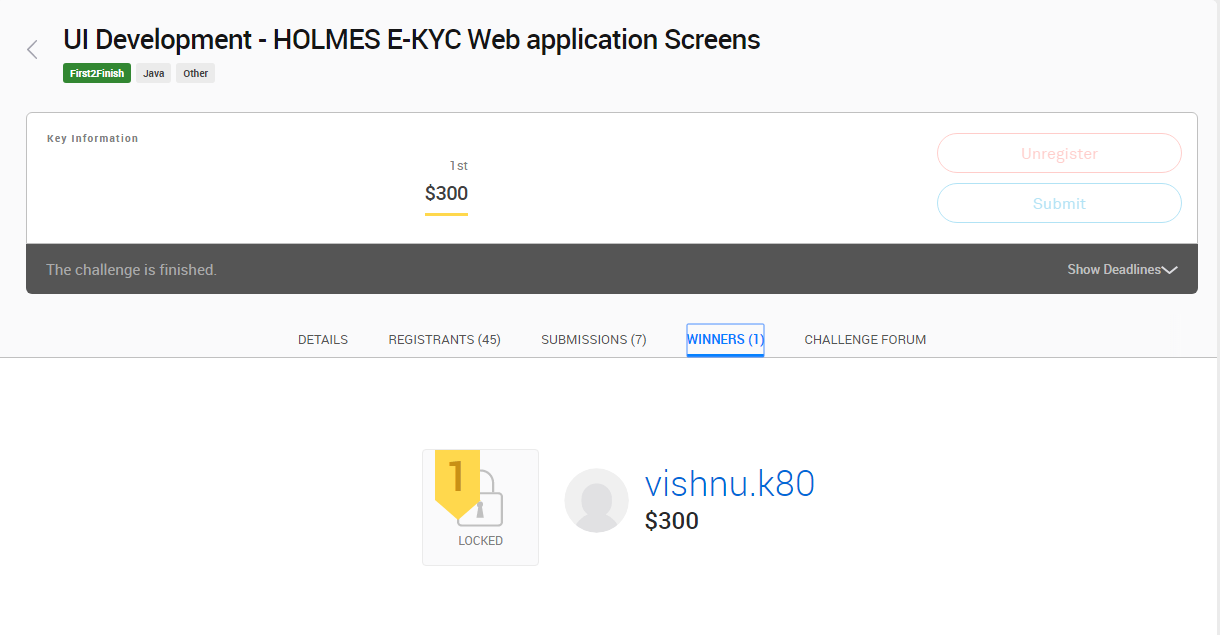 UI Development - HOLMES E-KYC Web application Screens
First2Finish Java Other
Key Information
1st
$300
Unregister
Submit
The challenge is finished.
Show Deadlines
DETAILS REGISTRANTS (45) SUBMISSIONS (7) WINNERS (1) CHALLENGE FORUM
1
LOCKED
vishnu.k80
$300